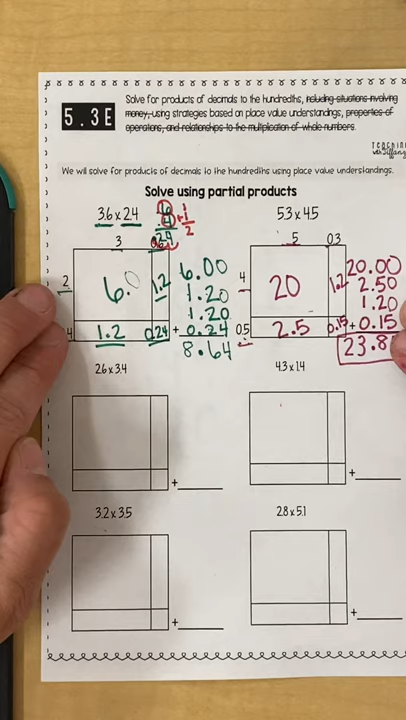 5.3E
Solve for products of decimals to the hundredths, including situations involving
money, using strategies based on place value understandings, properties of
operations, and relationships to the multiplication of whole numbers.
TEACHING
with Tiffany
We will solve for products of decimals to the hundredths using place value understandings.
Solve using partial products
3.6 x 2.4
5.3 x 4.5
3
5 0.3
2
6.0 1.2
1.2 0.24
6.00
1.20
1.20
+ 0.24
8.64
4
20 1.2
0.5
2.5 0.15
20.00
2.50
1.20
+ 0.15
23.8
2.6 x 3.4
4.3 x 1.4
+
+
3.2 x 3.5
2.8 x 5.1
+
+